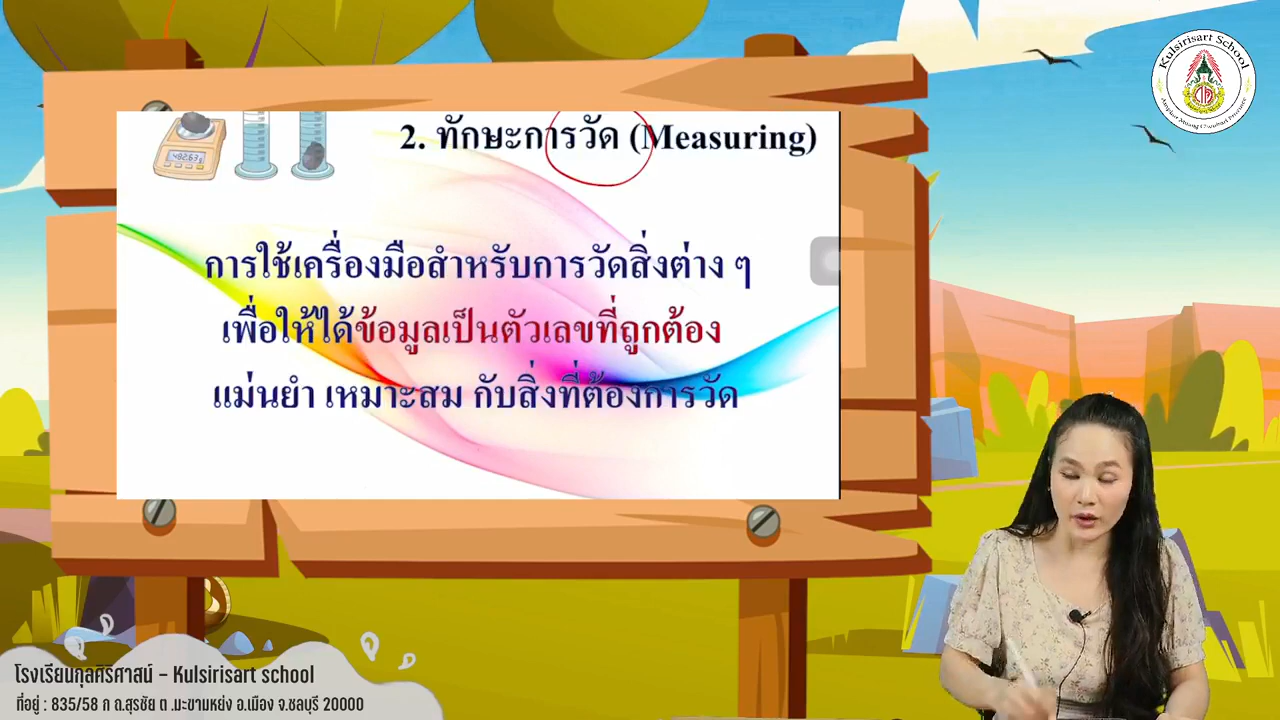 2. ทักษะการวัด (Measuring)
482.63g
การใช้เครื่องมือสำหรับการวัดสิ่งต่าง ๆ
เพื่อให้ได้ข้อมูลเป็นตัวเลขที่ถูกต้อง
แม่นยำ เหมาะสม กับสิ่งที่ต้องการวัด
Kulsirisart School
โรงเรียนกุลศิริศาสน์ - Kulsirisart school
ที่อยู่ : 835/58 ก ถ.สุรชัย ต .มะขามหย่ง อ.เมือง จ.ชลบุรี 20000